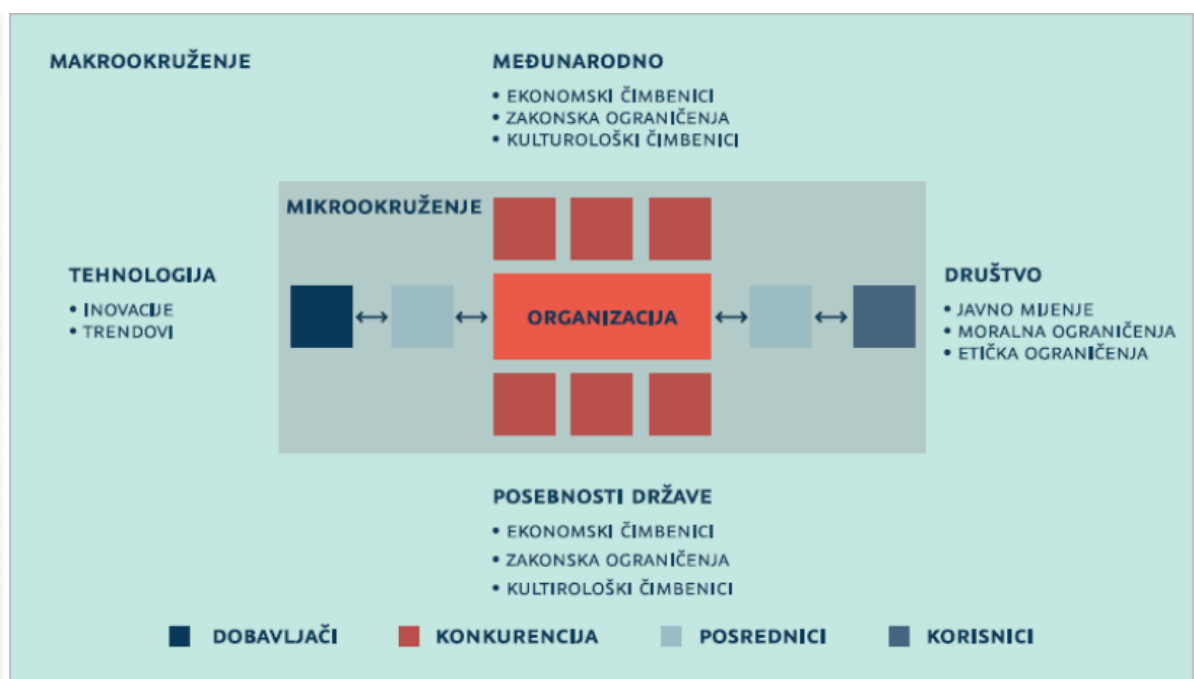 MAKROOKRUŽENJE
MEĐUNARODNO
• EKONOMSKI ČIMBENICI
• ZAKONSKA OGRANIČENJA
• KULTUROLOŠKI ČIMBENICI
MIKROOKRUŽENJE
TEHNOLOGIJA
• INOVACIJE
• TRENDOVI
ORGANIZACIJA
DRUŠTVO
• JAVNO MIJENJE
• MORALNA OGRANIČENJA
• ETIČKA OGRANIČENJA
POSEBNOSTI DRŽAVE
• EKONOMSKI ČIMBENICI
• ZAKONSKA OGRANIČENJA
• KULTIROLOŠKI ČIMBENICI
DOBAVLJAČI KONKURENCIJA POSREDNICI KORISNICI